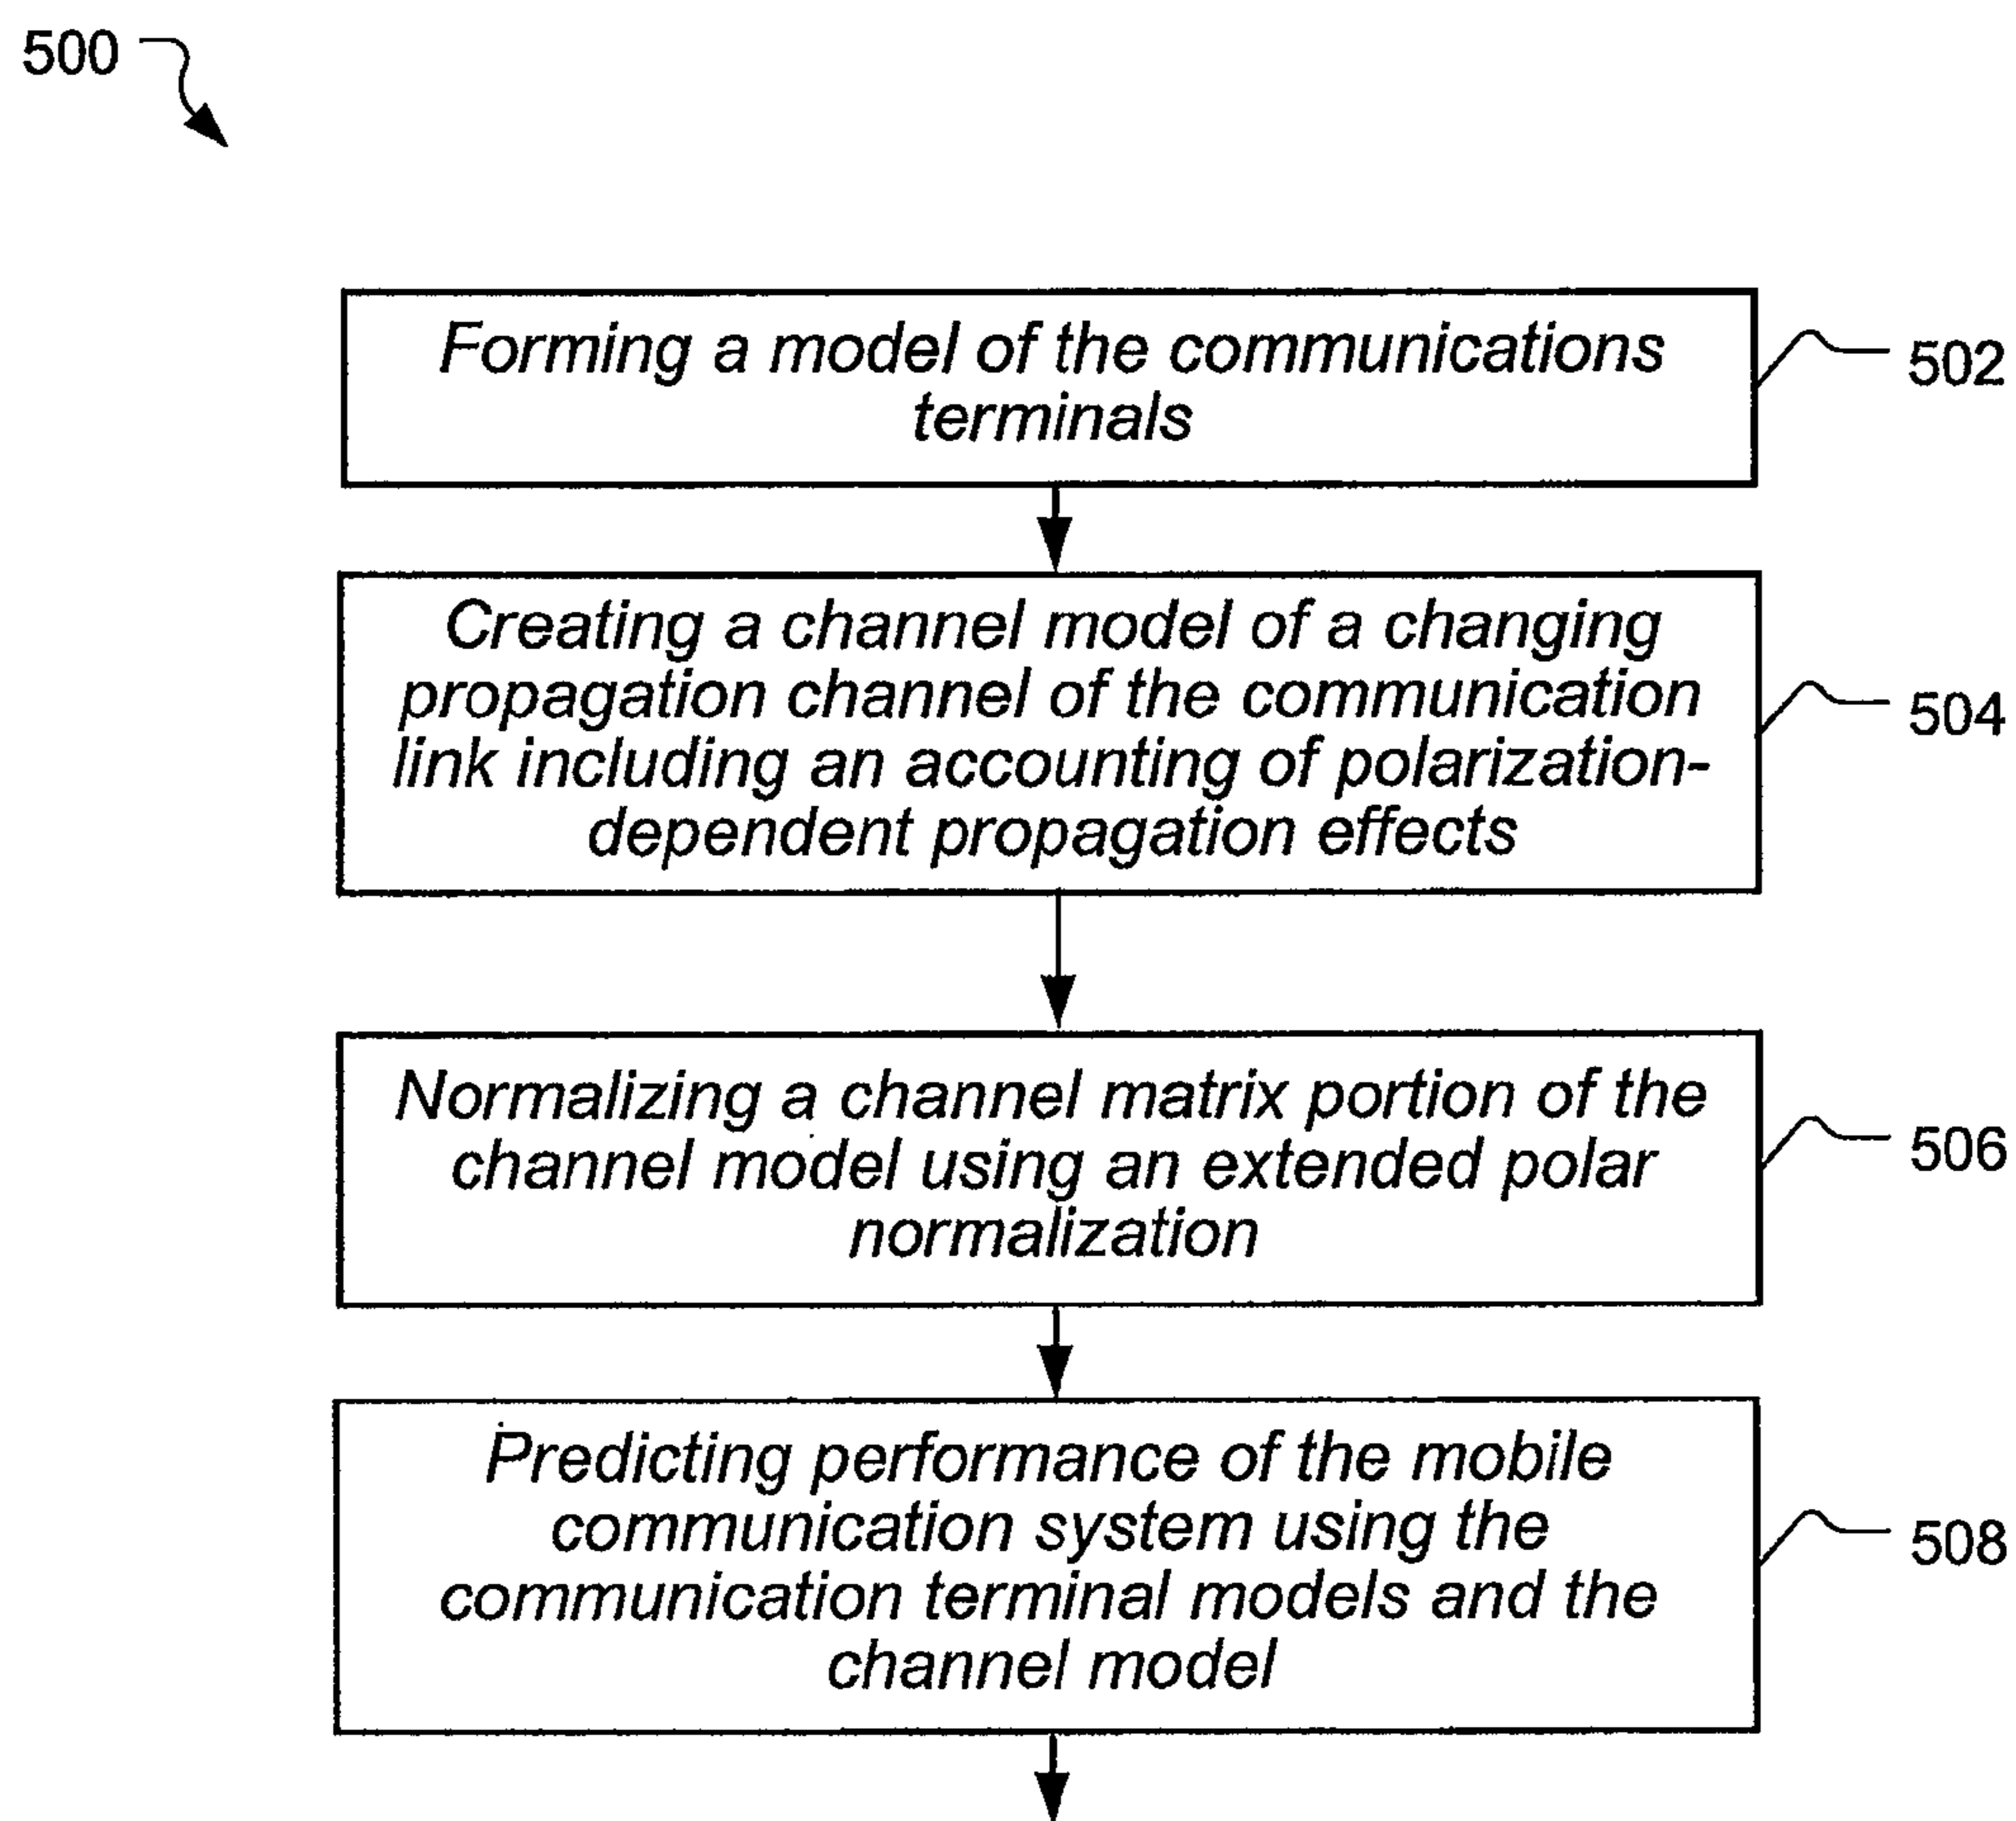 500
Forming a model of the communications
terminals
502
Creating a channel model of a changing
propagation channel of the communication
link including an accounting of polarization-
dependent propagation effects
504
Normalizing a channel matrix portion of the
channel model using an extended polar
normalization
506
Predicting performance of the mobile
communication system using the
communication terminal models and the
channel model
508